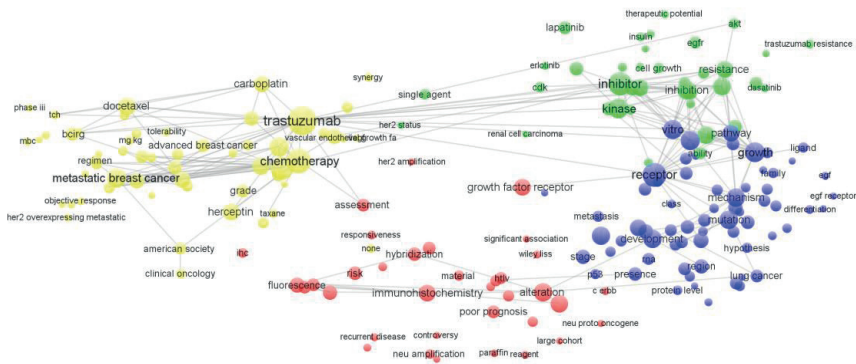 therapeutic potential
lapatinib
akt
insulin
egfr
trastuzumab resistance
erlotinib
cell growth
resistance
synergy
carboplatin
cdk
inhibitor
inhibition
dasatinib
single agent
phase iii
tch
docetaxel
kinase
trastuzumab
her2 status
vitro
pathway
bcirg
tolerability
vascular endothelial growth fa
renal cell carcinoma
mbc
mg kg
advanced breast cancer
ligand
growth
ability
regimen
chemotherapy
her2 amplification
family
metastatic breast cancer
receptor
egf
grade
growth factor receptor
objective response
herceptin
assessment
class
mechanism
egf receptor
differentiation
her2 overexpressing metastatic
taxane
metastasis
mutation
responsiveness
significant association
development
american society
none
hybridization
wiley liss
stage
hypothesis
ihc
rna
clinical oncology
risk
material
htlv
p53
presence
region
lung cancer
fluorescence
immunohistochemistry
alteration
c erbb
protein level
poor prognosis
neu proto oncogene
recurrent disease
controversy
large cohort
neu amplification
paraffin
reagent